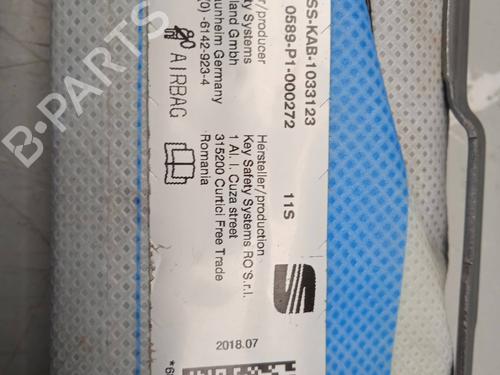 SS-KAB-1033123
0589-P1-000272
11S
/producer
Systems
land GmbH
unheim Germany
(0) -6142-923-4
AIRBAG
Hersteller/production
Key Safety Systems RO'S.r.l.
1 Al. I. Cuza street
315200 Curtici Free Trade
Romania
2018.07
B-PARTS